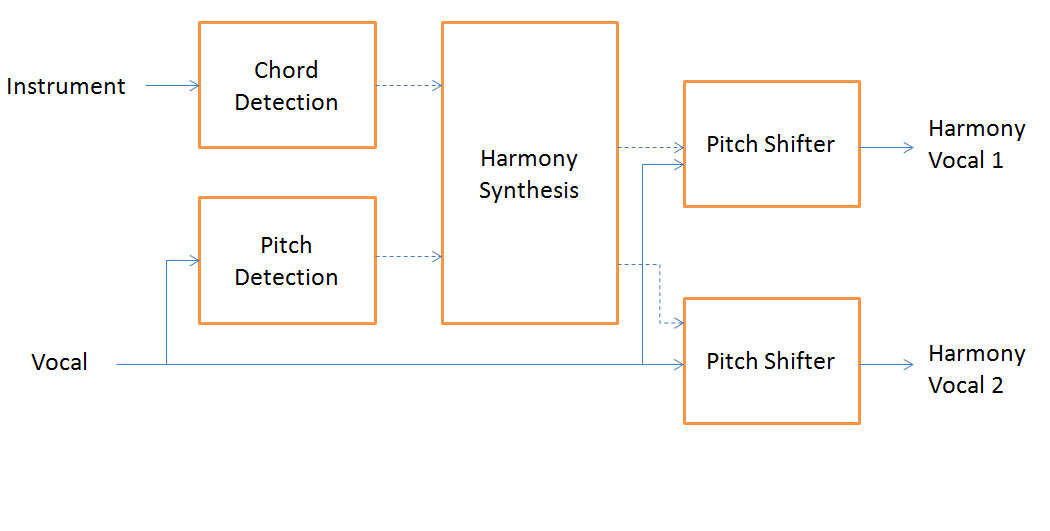 Instrument
Chord
Detection
Harmony
Synthesis
Pitch Shifter
Harmony
Vocal 1
Pitch
Detection
Vocal
Pitch Shifter
Harmony
Vocal 2